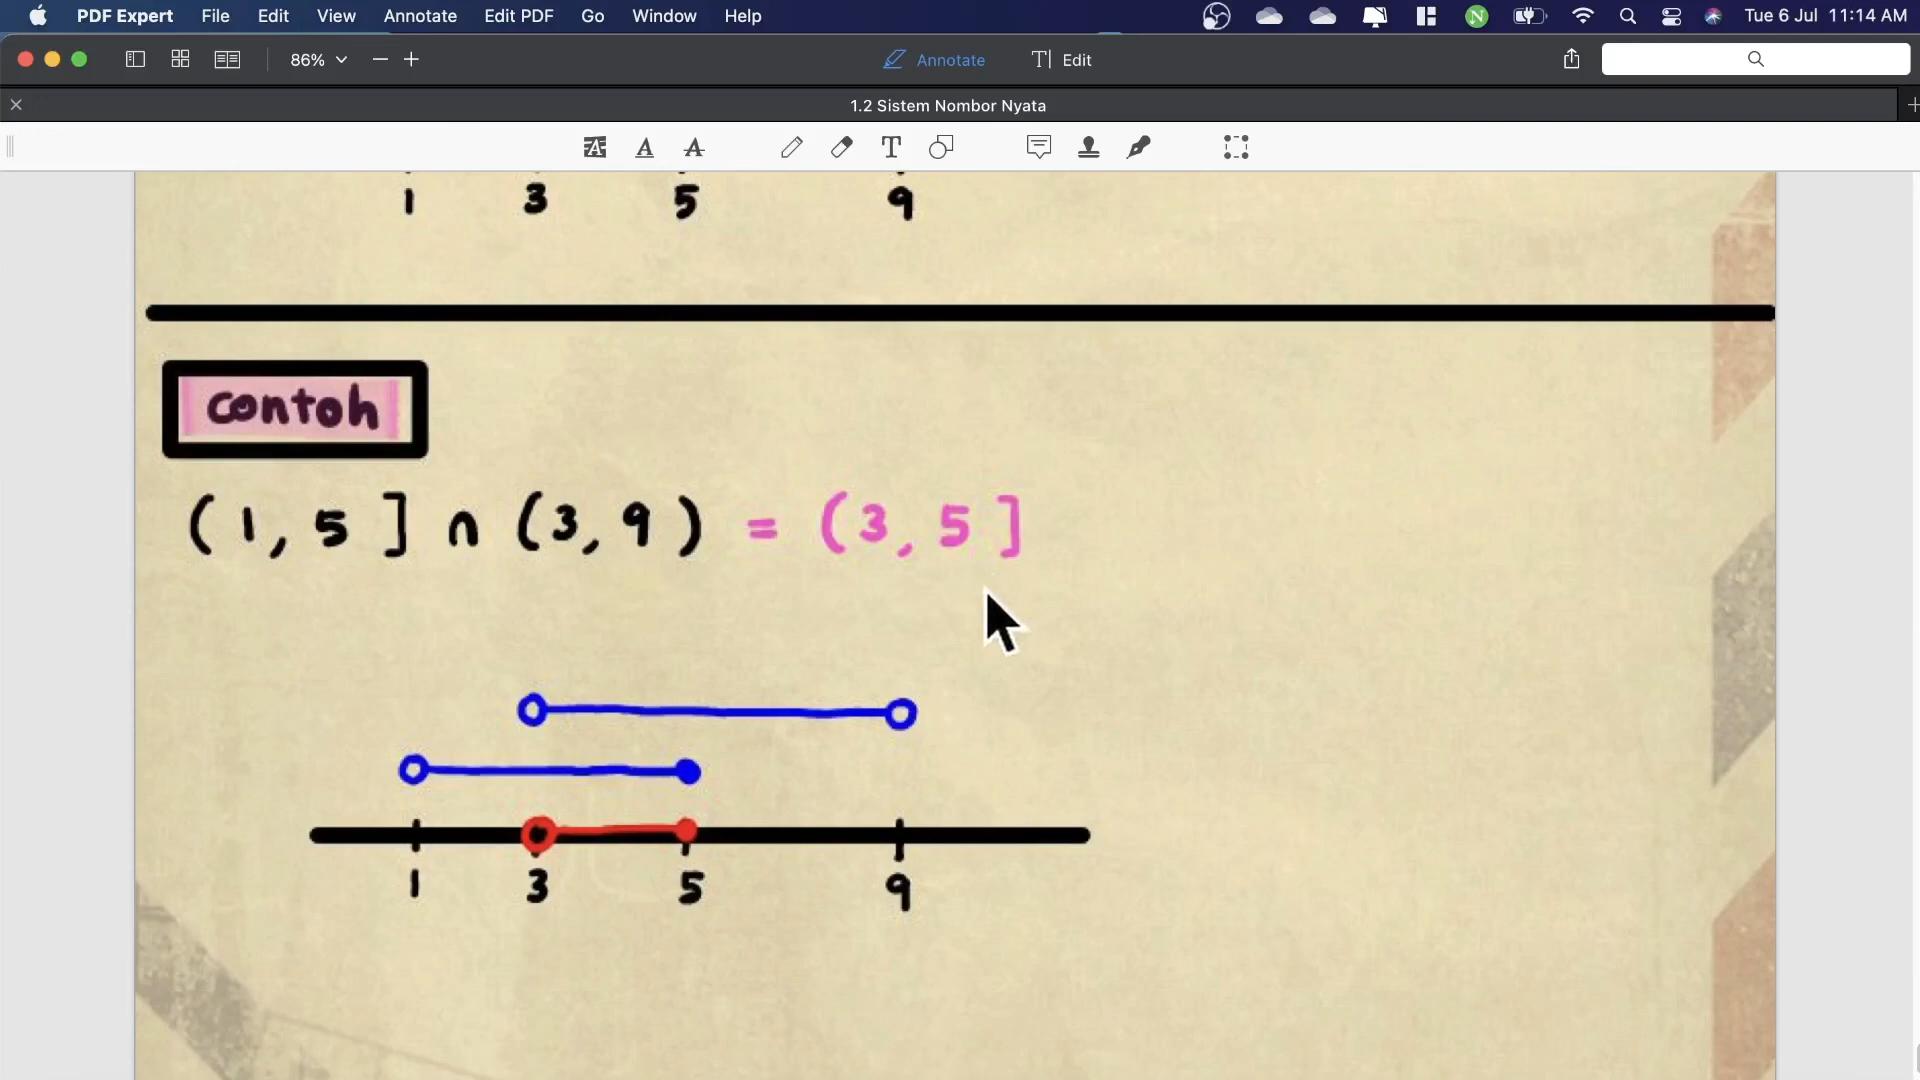 PDF Expert File Edit View Annotate Edit PDF Go Window Help Tue 6 Jul 11:14 AM
86% Annotate Edit
1.2 Sistem Nombor Nyata
1 3 5 9
contoh
(1, 5] ∩ (3, 9) = (3, 5]
1 3 5 9